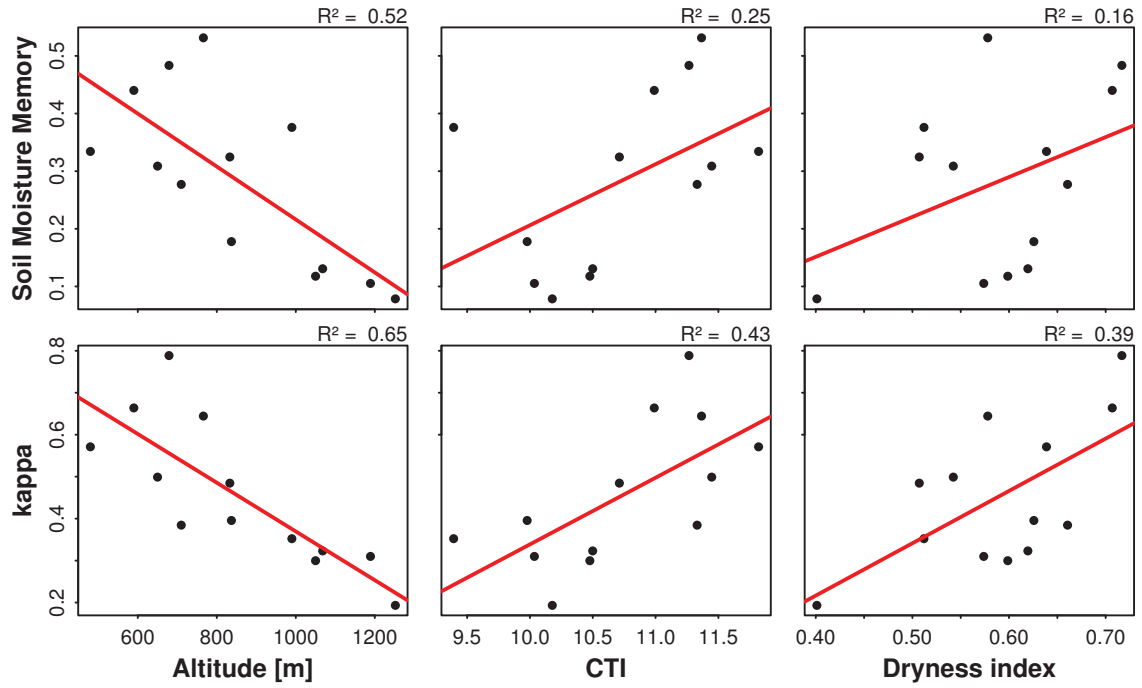 R² = 0.52
R² = 0.25
R² = 0.16
Soil Moisture Memory
0.5
0.4
0.3
0.2
0.1
R² = 0.65
R² = 0.43
R² = 0.39
kappa
0.8
0.6
0.4
0.2
600 800 1000 1200
9.5 10.0 10.5 11.0 11.5
0.40 0.50 0.60 0.70
Altitude [m]
CTI
Dryness index